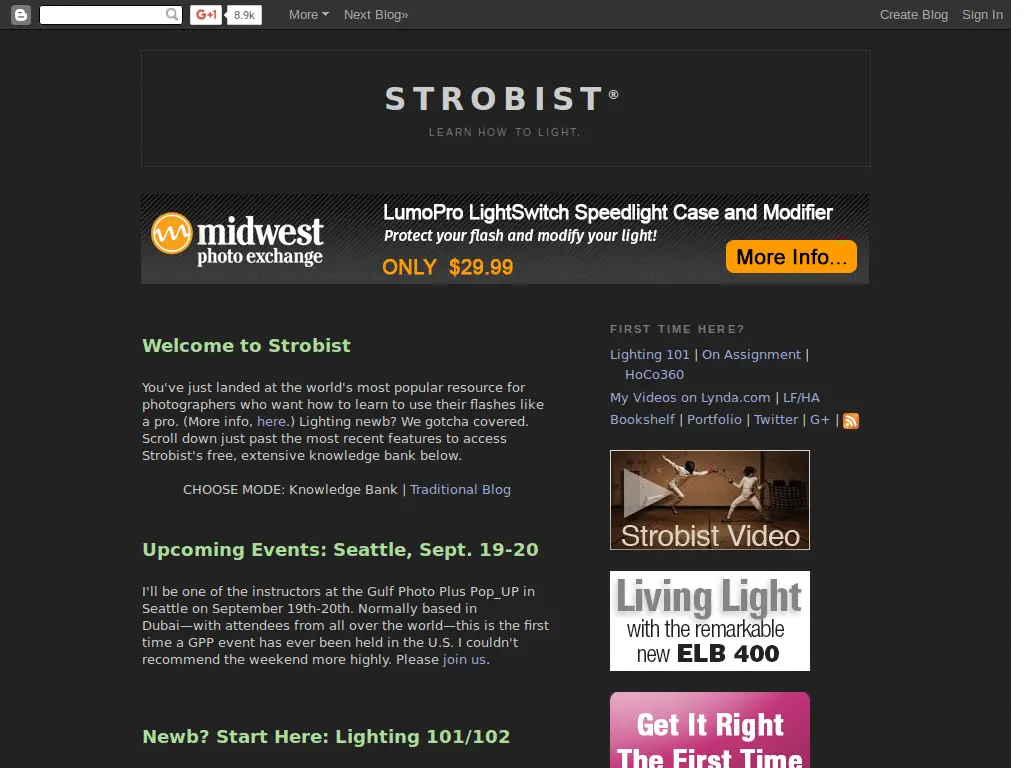 8.9k
More
Next Blog»
Create Blog
Sign In
STROBIST®
LEARN HOW TO LIGHT.
midwest
photo exchange
LumoPro LightSwitch Speedlight Case and Modifier
Protect your flash and modify your light!
ONLY $29.99
More Info...
Welcome to Strobist
You've just landed at the world's most popular resource for
photographers who want how to learn to use their flashes like
a pro. (More info, here.) Lighting newb? We gotcha covered.
Scroll down just past the most recent features to access
Strobist's free, extensive knowledge bank below.
CHOOSE MODE: Knowledge Bank | Traditional Blog
Upcoming Events: Seattle, Sept. 19-20
I'll be one of the instructors at the Gulf Photo Plus Pop_UP in
Seattle on September 19th-20th. Normally based in
Dubai—with attendees from all over the world—this is the first
time a GPP event has ever been held in the U.S. I couldn't
recommend the weekend more highly. Please join us.
Newb? Start Here: Lighting 101/102
FIRST TIME HERE?
Lighting 101 | On Assignment |
HoCo360
My Videos on Lynda.com | LF/HA
Bookshelf | Portfolio | Twitter | G+ |
Strobist Video
Living Light
with the remarkable
new ELB 400
Get It Right
The First Time